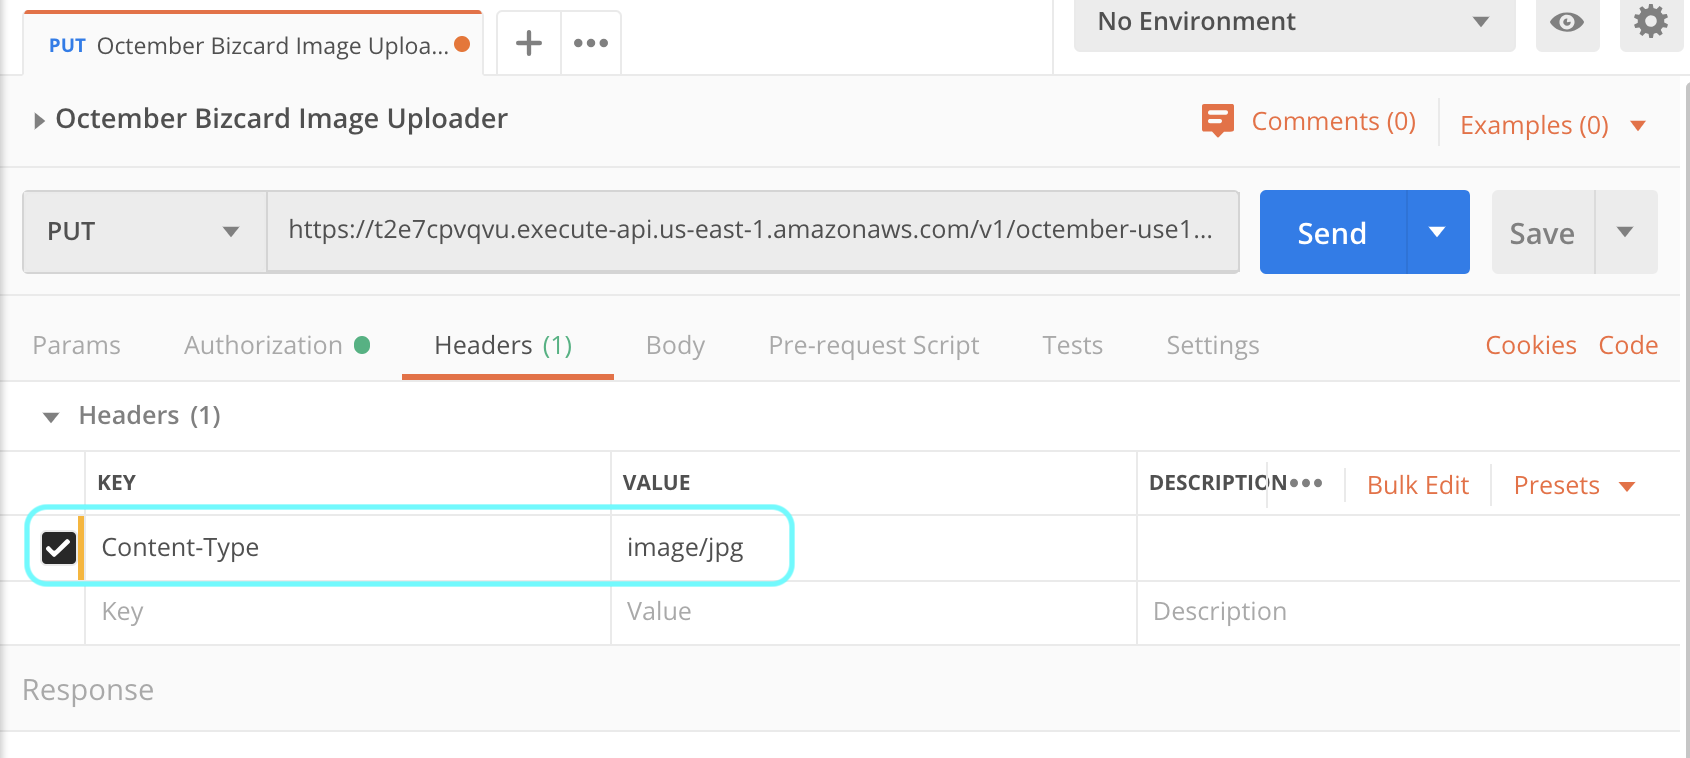 PUT Octember Bizcard Image Uploa...
No Environment
Octember Bizcard Image Uploader
Comments (0)
Examples (0)
PUT
https://t2e7cpvqvu.execute-api.us-east-1.amazonaws.com/v1/octember-use1...
Send
Save
Params Authorization Headers (1) Body Pre-request Script Tests Settings Cookies Code
Headers (1)
KEY VALUE DESCRIPTION Bulk Edit Presets
Content-Type image/jpg
Key Value Description
Response